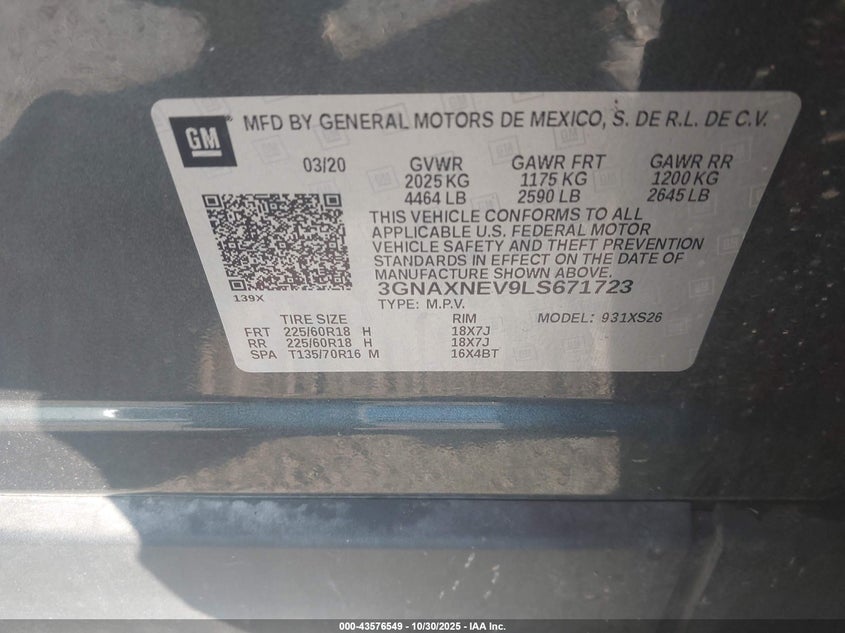 GM
MFD BY GENERAL MOTORS DE MEXICO, S. DE R.L. DE C.V.
03/20 GVWR GAWR FRT GAWR RR
2025 KG 1175 KG 1200 KG
4464 LB 2590 LB 2645 LB
THIS VEHICLE CONFORMS TO ALL
APPLICABLE U.S. FEDERAL MOTOR
VEHICLE SAFETY AND THEFT PREVENTION
STANDARDS IN EFFECT ON THE DATE OF
MANUFACTURE SHOWN ABOVE.
3GNAXNEV9LS671723
139X
TYPE: M.P.V.
TIRE SIZE RIM MODEL: 931XS26
FRT 225/60R18 H 18X7J
RR 225/60R18 H 18X7J
SPA T135/70R16 M 16X4BT
000-43576549 - 10/30/2025 - IAA Inc.